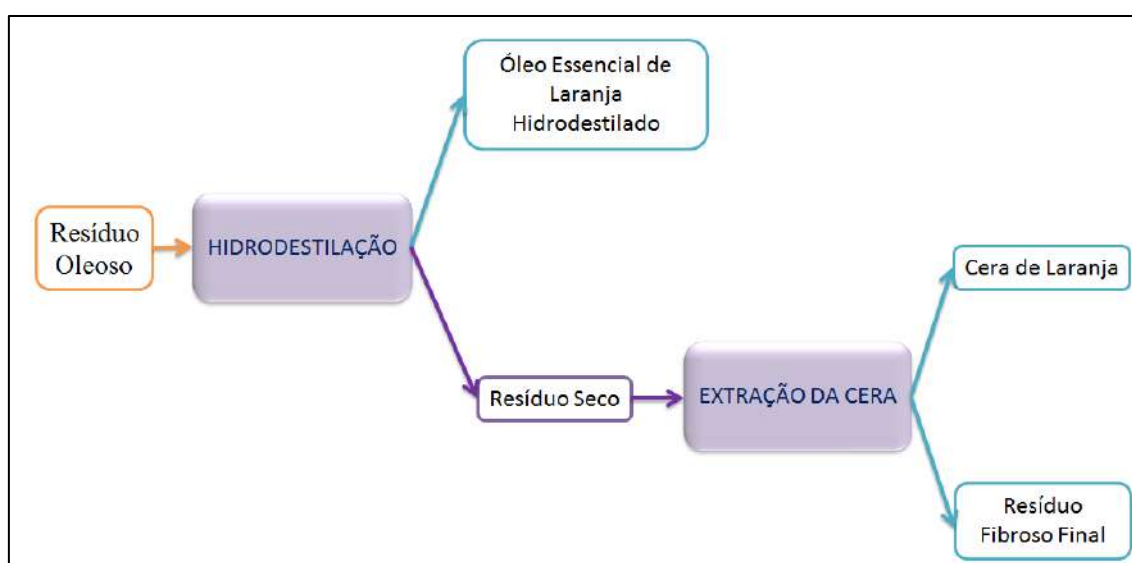 Óleo Essencial de
Laranja
Hidrodestilado
Resíduo
Oleoso
HIDRODESTILAÇÃO
Cera de Laranja
Resíduo Seco
EXTRAÇÃO DA CERA
Resíduo
Fibroso Final